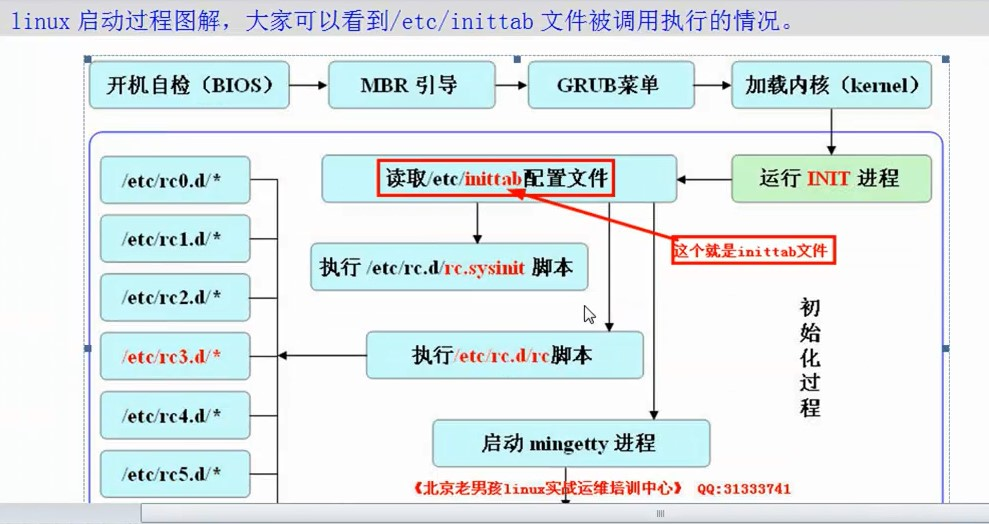 linux 启动过程图解，大家可以看到/etc/inittab 文件被调用执行的情况。
开机自检（BIOS）
MBR 引导
GRUB菜单
加载内核（kernel）
/etc/rc0.d/*
读取/etc/inittab配置文件
运行 INIT 进程
/etc/rc1.d/*
这个就是inittab文件
执行 /etc/rc.d/rc.sysinit 脚本
/etc/rc2.d/*
初始化过程
/etc/rc3.d/*
执行/etc/rc.d/rc脚本
/etc/rc4.d/*
启动 mingetty 进程
/etc/rc5.d/*
《北京老男孩linux实战运维培训中心》 QQ:31333741